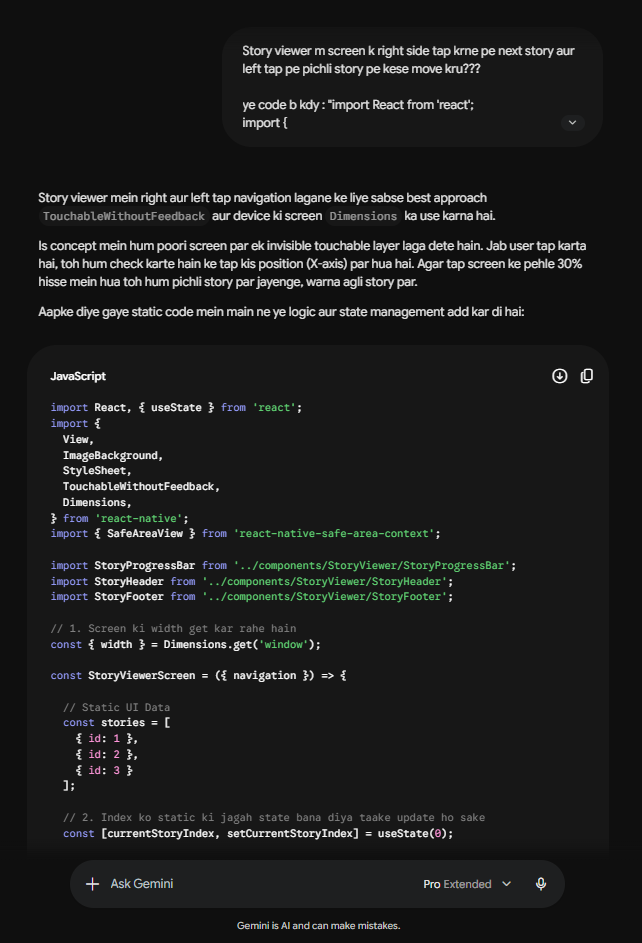 Story viewer m screen k right side tap krne pe next story aur
left tap pe pichli story pe kese move kru???
ye code b kdy : "import React from 'react';
import {
Story viewer mein right aur left tap navigation lagane ke liye sabse best approach
TouchableWithoutFeedback aur device ki screen Dimensions ka use karna hai.
Is concept mein hum poori screen par ek invisible touchable layer laga dete hain. Jab user tap karta
hai, toh hum check karte hain ke tap kis position (X-axis) par hua hai. Agar tap screen ke pehle 30%
hisse mein hua toh hum pichli story par jayenge, warna agli story par.
Aapke diye gaye static code mein main ne ye logic aur state management add kar di hai:
JavaScript
import React, { useState } from 'react';
import {
  View,
  ImageBackground,
  StyleSheet,
  TouchableWithoutFeedback,
  Dimensions,
} from 'react-native';
import { SafeAreaView } from 'react-native-safe-area-context';
import StoryProgressBar from '../components/StoryViewer/StoryProgressBar';
import StoryHeader from '../components/StoryViewer/StoryHeader';
import StoryFooter from '../components/StoryViewer/StoryFooter';
// 1. Screen ki width get kar rahe hain
const { width } = Dimensions.get('window');
const StoryViewerScreen = ({ navigation }) => {
  // Static UI Data
  const stories = [
    { id: 1 },
    { id: 2 },
    { id: 3 }
  ];
  // 2. Index ko static ki jagah state bana diya taake update ho sake
  const [currentStoryIndex, setCurrentStoryIndex] = useState(0);
Ask Gemini Pro Extended
Gemini is AI and can make mistakes.